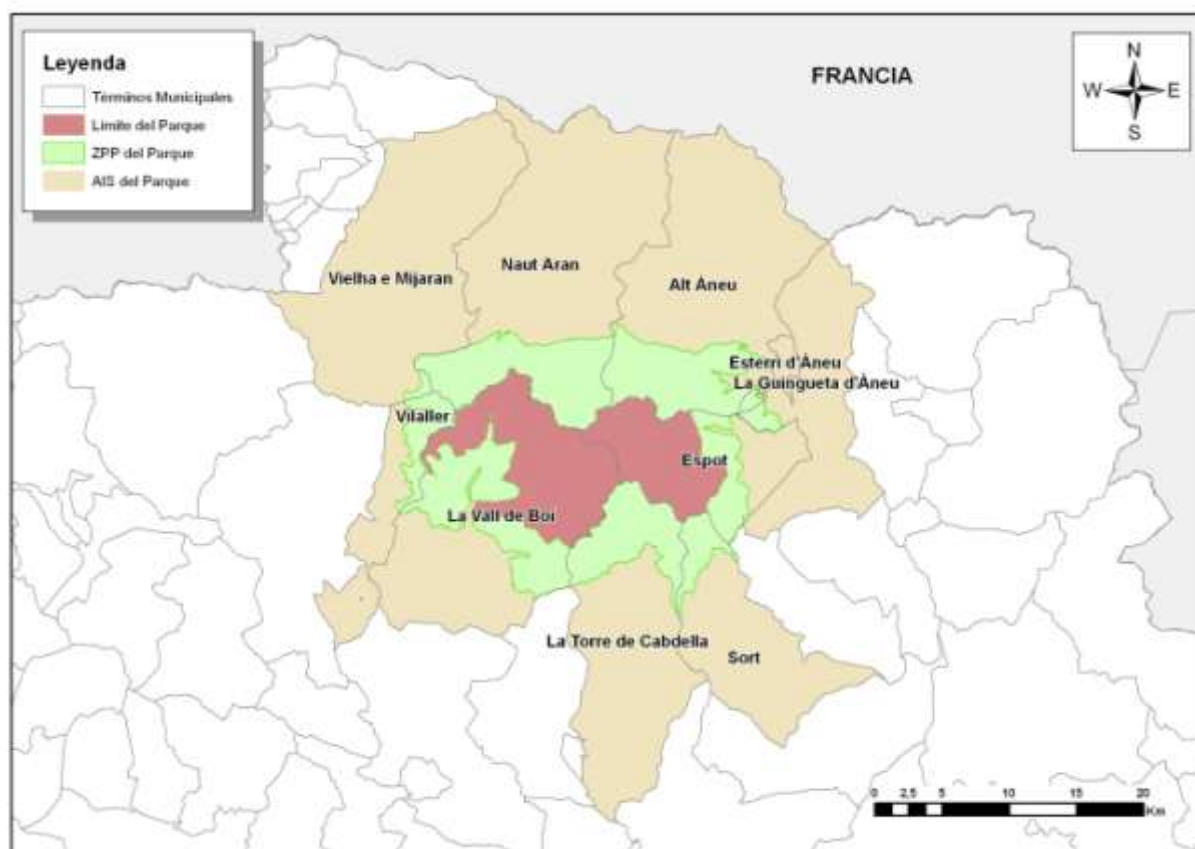 Leyenda
Términos Municipales
Limite del Parque
ZPP del Parque
AIS del Parque
FRANCIA
N
W E
S
Vielha e Mijaran
Naut Aran
Alt Àneu
Esterri d'Àneu
La Guingueta d'Àneu
Vilaller
Espot
La Vall de Boí
La Torre de Cabdella
Sort
0 2,5 5 10 15 20
Km